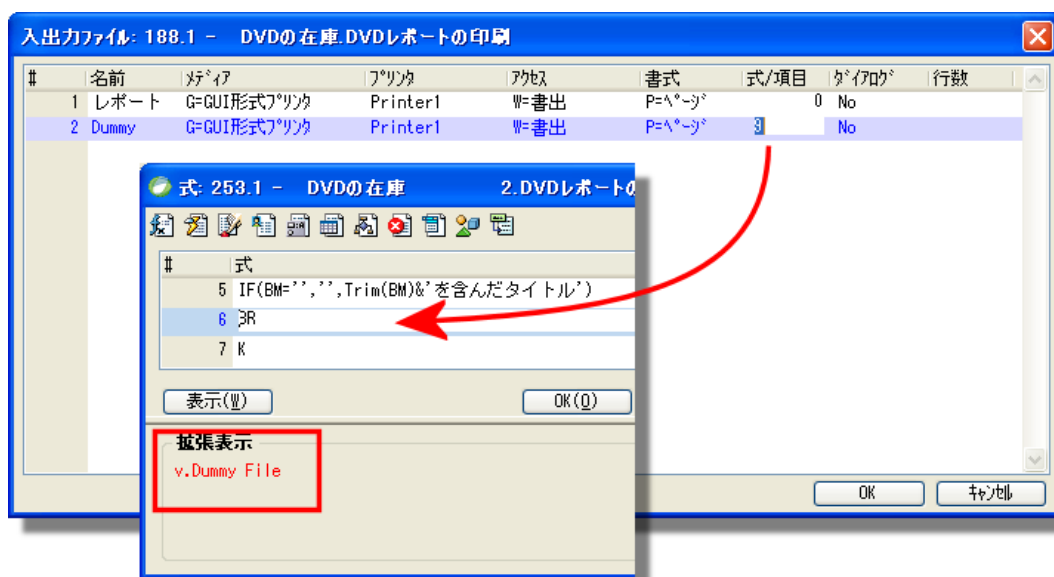 入出力ファイル: 188.1 - DVDの在庫.DVDレポートの印刷
# 名前 メディア プリンタ アクセス 書式 式/項目 ダイアログ 行数
1 レポート G=GUI形式プリンタ Printer1 W=書出 P=ページ 0 No
2 Dummy G=GUI形式プリンタ Printer1 W=書出 P=ページ 9 No
式: 253.1 - DVDの在庫 2.DVDレポートの
# 式
5 IF(BM='','',Trim(BM)&'を含んだタイトル')
6 BR
7 K
表示(W) OK(O)
拡張表示
v.Dummy File
OK キャンセル